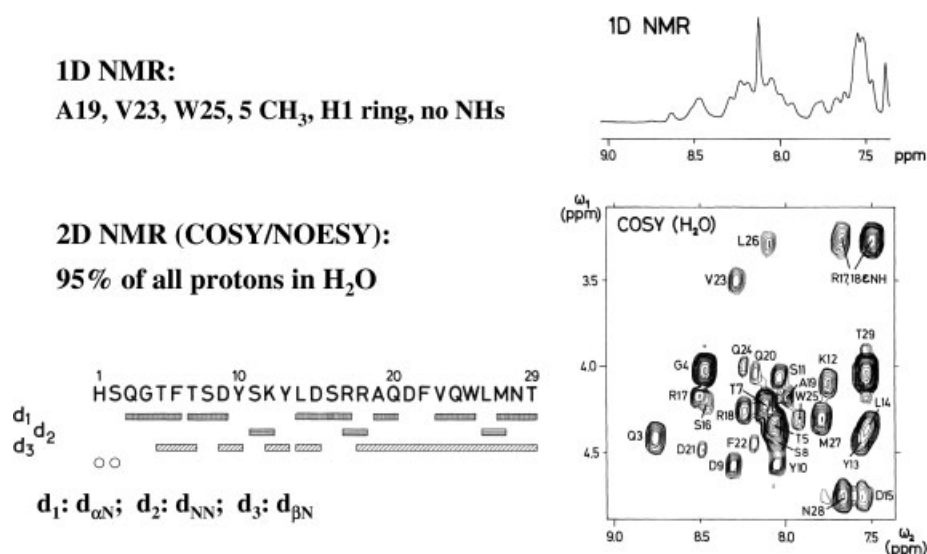 1D NMR:
A19, V23, W25, 5 CH₃, H1 ring, no NHs
1D NMR
9.0 8.5 8.0 7.5 ppm
2D NMR (COSY/NOESY):
95% of all protons in H₂O
ω₁
(ppm)
COSY (H₂O)
L26
R17,18εNH
V23
3.5
T29
Q24
Q20
S11
K12
4.0
G4
A19
T7
W25
L14
R17
S16
R18
T5
M27
Q3
D21
F22
S8
Y13
4.5
D9
Y10
N28
D15
9.0 8.5 8.0 7.5 ω₂
(ppm)
1 10 20 29
HSQGTFTSDYSKYLDSRRAQDFVQWLMNT
d₁
d₂
d₃
d₁: dαN; d₂: dNN; d₃: dβN